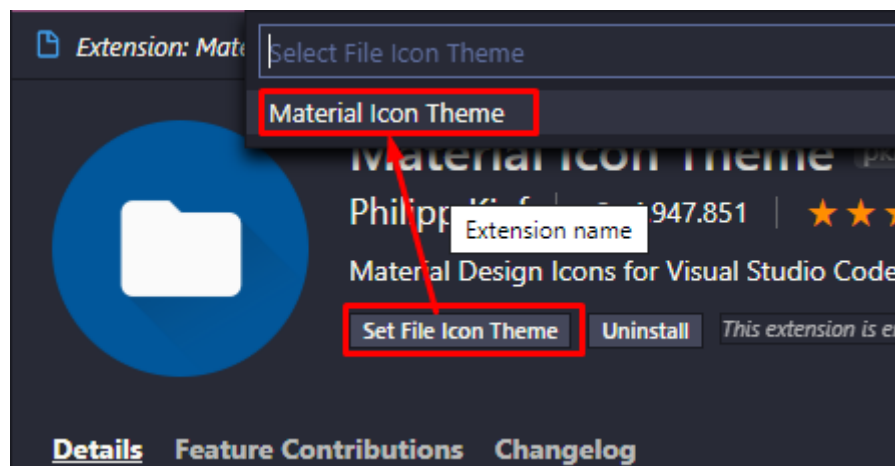 Extension: Mate
Select File Icon Theme
Material Icon Theme
Material Icon Theme
Philipp
947.851
Extension name
Material Design Icons for Visual Studio Code
Set File Icon Theme
Uninstall
This extension is
Details
Feature Contributions
Changelog